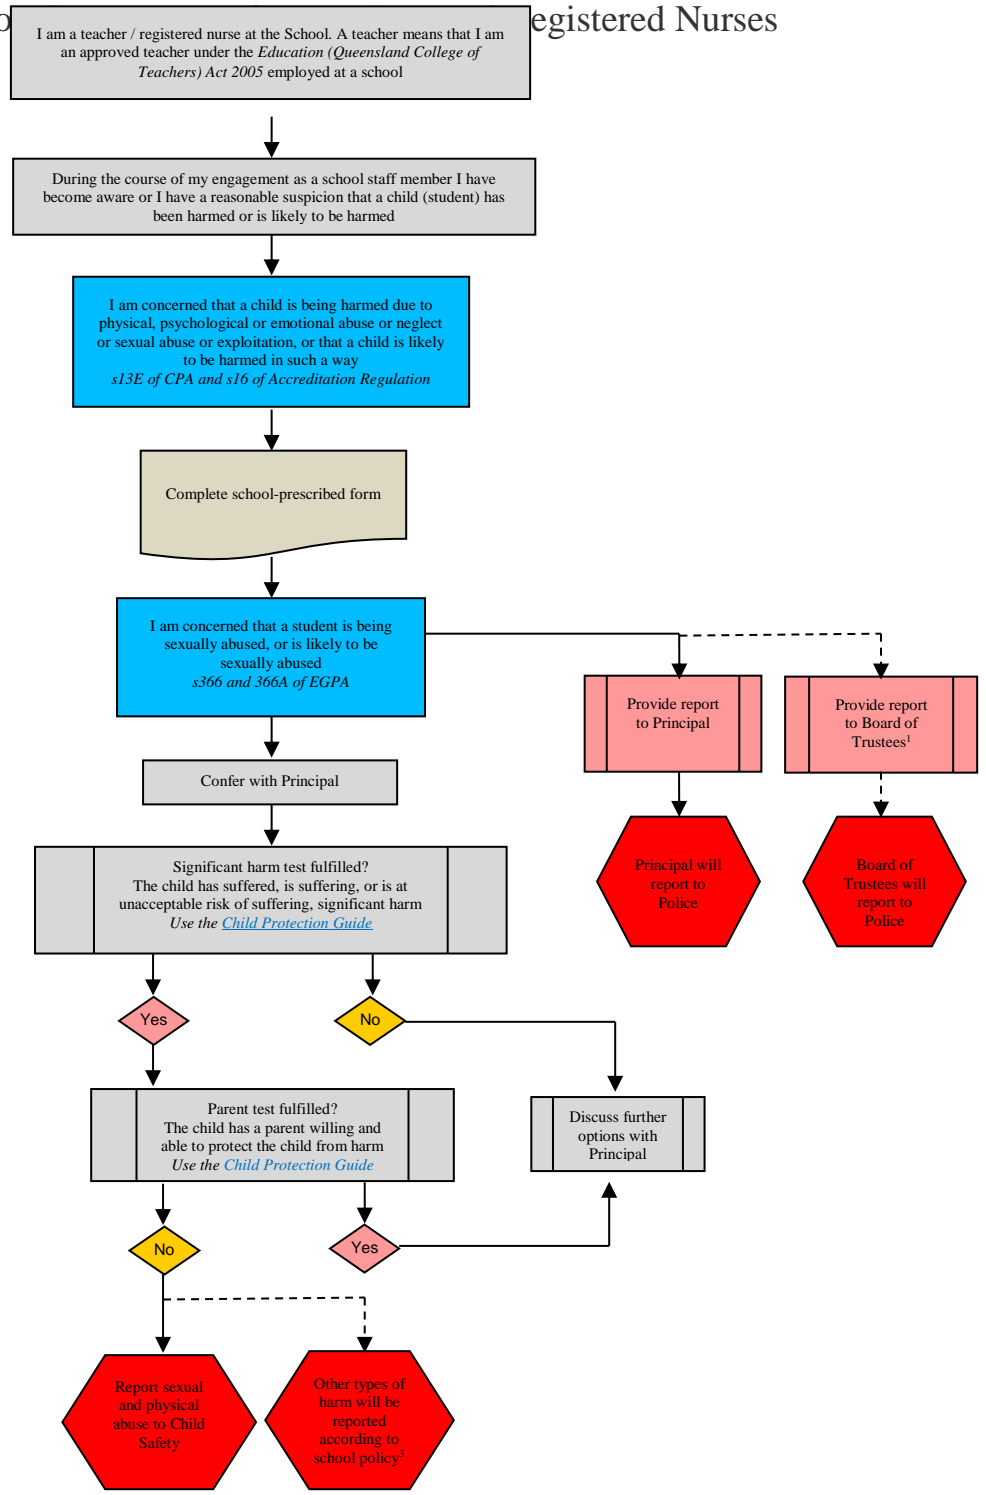 egistered Nurses
I am a teacher / registered nurse at the School. A teacher means that I am
an approved teacher under the Education (Queensland College of
Teachers) Act 2005 employed at a school
During the course of my engagement as a school staff member I have
become aware or I have a reasonable suspicion that a child (student) has
been harmed or is likely to be harmed
I am concerned that a child is being harmed due to
physical, psychological or emotional abuse or neglect
or sexual abuse or exploitation, or that a child is likely
to be harmed in such a way
s13E of CPA and s16 of Accreditation Regulation
Complete school-prescribed form
I am concerned that a student is being
sexually abused, or is likely to be
sexually abused
s366 and 366A of EGPA
Provide report
to Principal
Provide report
to Board of
Trustees¹
Confer with Principal
Principal will
report to
Police
Board of
Trustees will
report to
Police
Significant harm test fulfilled?
The child has suffered, is suffering, or is at
unacceptable risk of suffering, significant harm
Use the Child Protection Guide
Yes
No
Parent test fulfilled?
The child has a parent willing and
able to protect the child from harm
Use the Child Protection Guide
Discuss further
options with
Principal
No
Yes
Report sexual
and physical
abuse to Child
Safety
Other types of
harm will be
reported
according to
school policy³